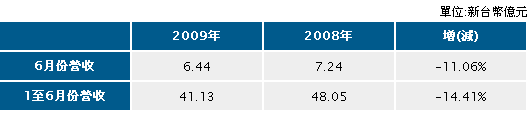 單位:新台幣億元
2009年 2008年 增(減)
6月份營收 6.44 7.24 -11.06%
1至6月份營收 41.13 48.05 -14.41%